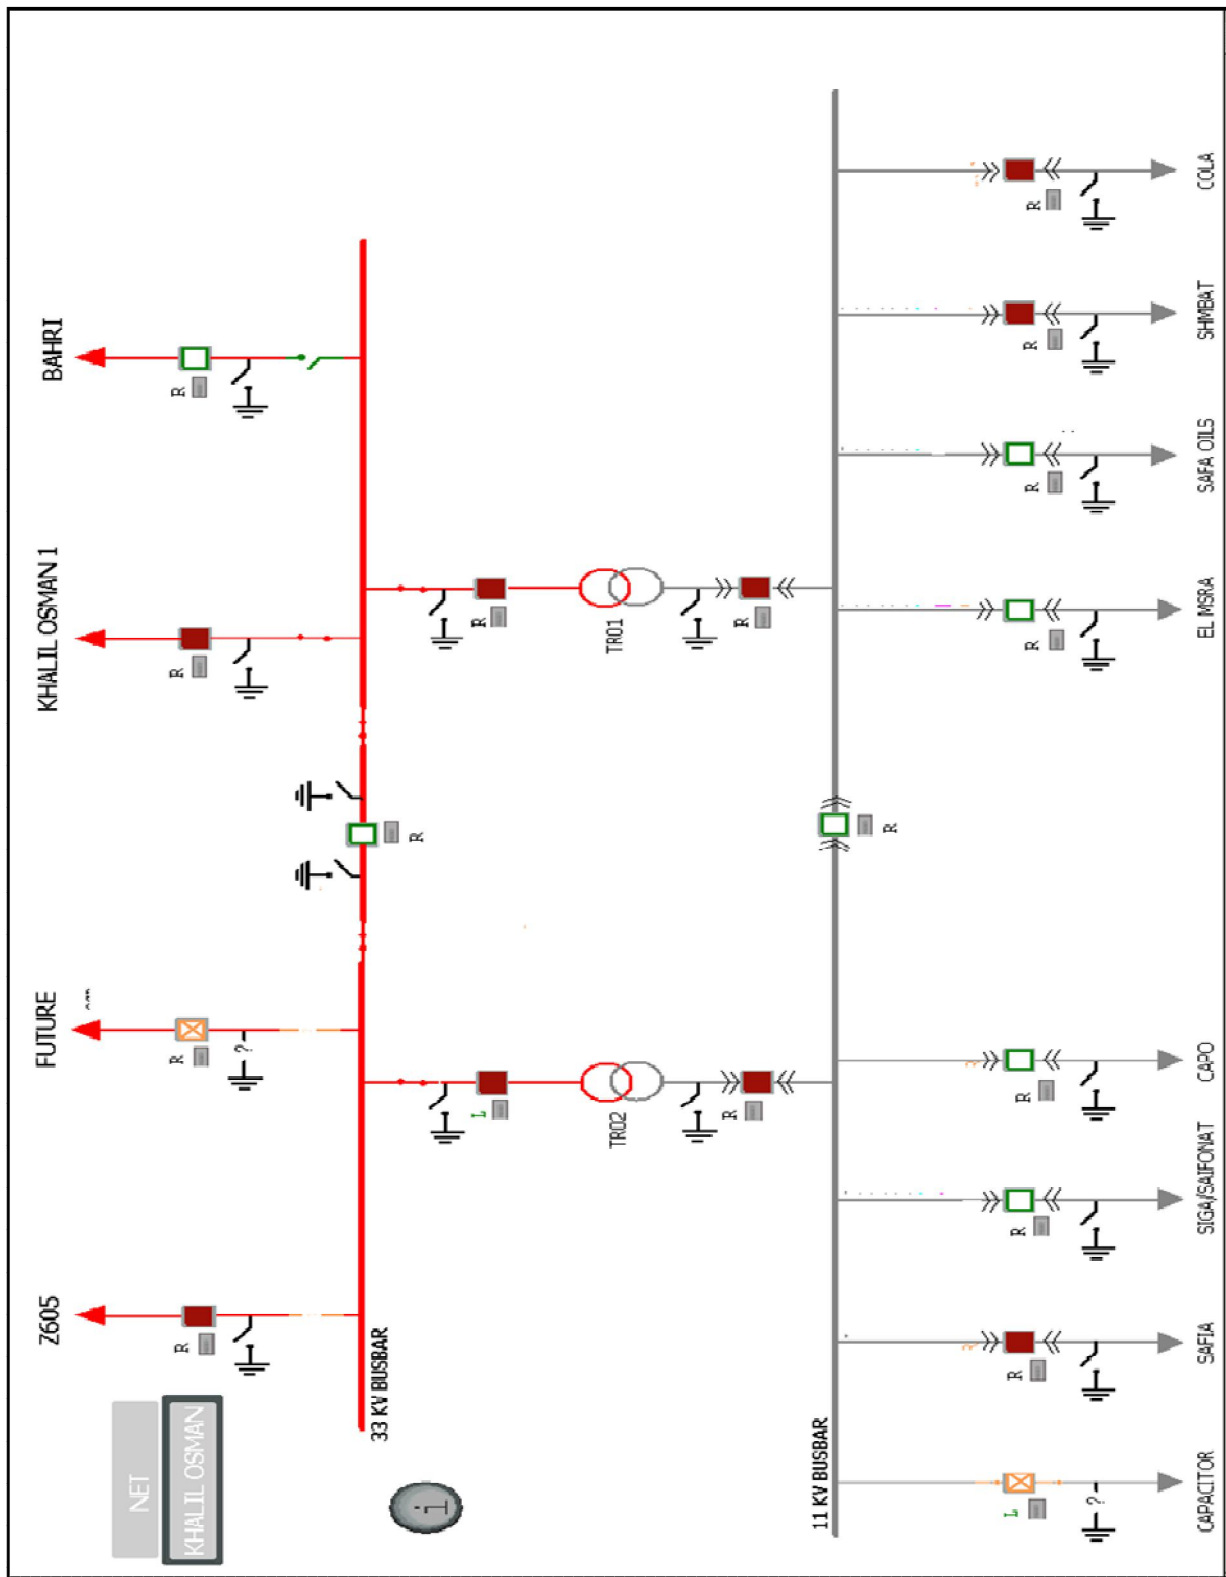 NET
KHALIL OSMAN
Z605
FUTURE
KHALIL OSMAN 1
BAHRI
R
R
R
R
33 KV BUSBAR
R
i
L
R
TR02
TR01
R
R
11 KV BUSBAR
R
L
R
R
R
R
R
R
R
?
?
CAPACITOR
SAFIA
SIGA/SAIFONAT
CAPO
EL MSRA
SAFA OILS
SHMBAT
COLA